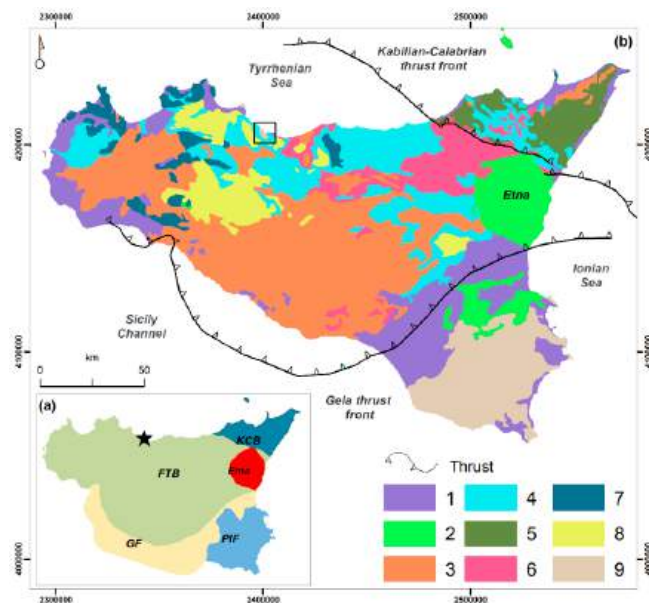 2300000 2400000 2500000
(b)
Kabilian-Calabrian
thrust front
Tyrrhenian
Sea
4200000 4200000
Etna
Ionian
Sea
Sicily
Channel
4100000 4100000
km
0 50
Gela thrust
front
(a)
KCB
FTB
Etna
GF
PIF
Thrust
1 4 7
2 5 8
3 6 9
4000000 4000000
2300000 2400000 2500000